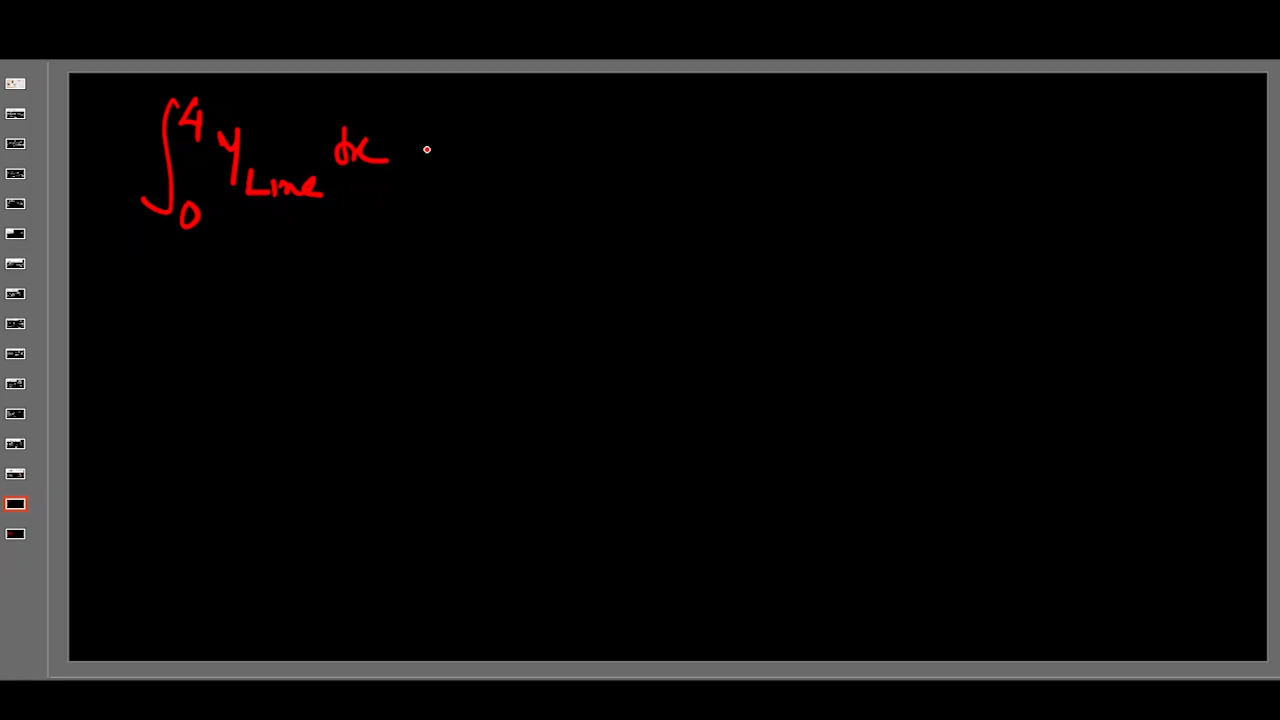 ∫₀⁴ y_Line dx